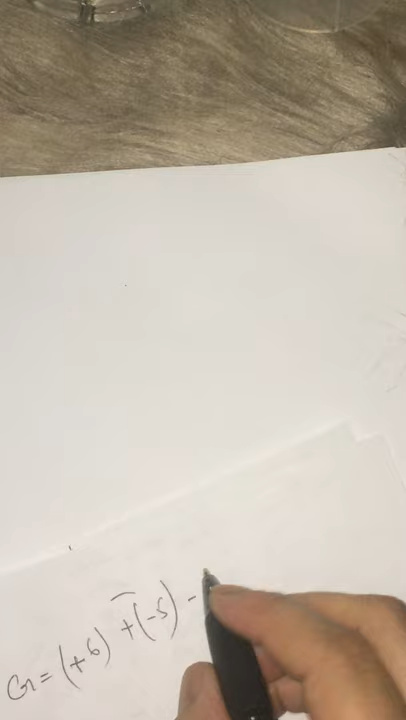 G = (+6) + (-5) -